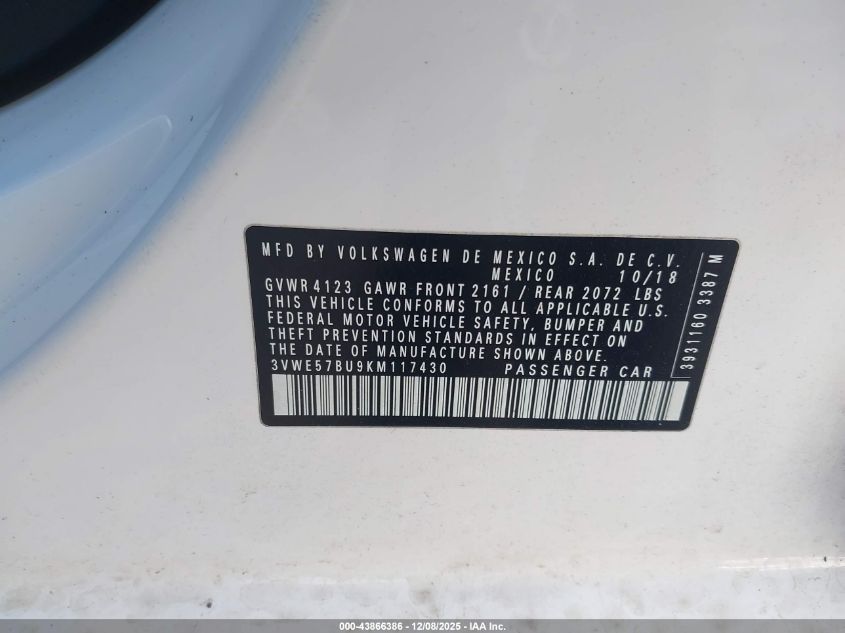 MFD BY VOLKSWAGEN DE MEXICO S.A. DE C.V.
MEXICO 10/18
GVWR 4123 GAWR FRONT 2161 / REAR 2072 LBS
THIS VEHICLE CONFORMS TO ALL APPLICABLE U.S.
FEDERAL MOTOR VEHICLE SAFETY, BUMPER AND
THEFT PREVENTION STANDARDS IN EFFECT ON
THE DATE OF MANUFACTURE SHOWN ABOVE.
3VWE57BU9KM117430 PASSENGER CAR
3931160 3387 M
000-43866386 - 12/08/2025 - IAA Inc.